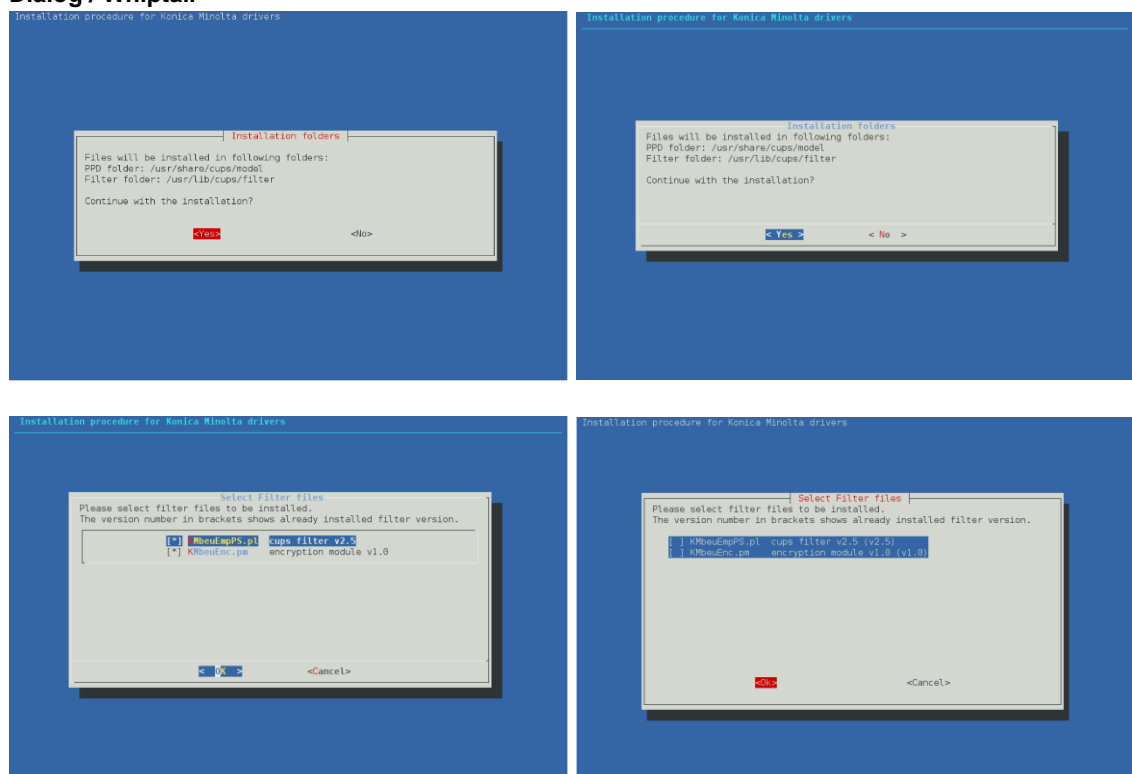 Dialog / Whiptail
Installation procedure for Konica Minolta drivers
Installation folders
Files will be installed in following folders:
PPD folder: /usr/share/cups/model
Filter folder: /usr/lib/cups/filter
Continue with the installation?
<Yes> <No>
Installation procedure for Konica Minolta drivers
Installation folders
Files will be installed in following folders:
PPD folder: /usr/share/cups/model
Filter folder: /usr/lib/cups/filter
Continue with the installation?
< Yes > < No >
Installation procedure for Konica Minolta drivers
Select Filter files
Please select filter files to be installed.
The version number in brackets shows already installed filter version.
[*] KMbeuEmpPS.pl cups filter v2.5
[*] KMbeuEnc.pm encryption module v1.0
< OK > <Cancel>
Installation procedure for Konica Minolta drivers
Select Filter files
Please select filter files to be installed.
The version number in brackets shows already installed filter version.
[ ] KMbeuEmpPS.pl cups filter v2.5 (v2.5)
[ ] KMbeuEnc.pm encryption module v1.0 (v1.0)
<Ok> <Cancel>